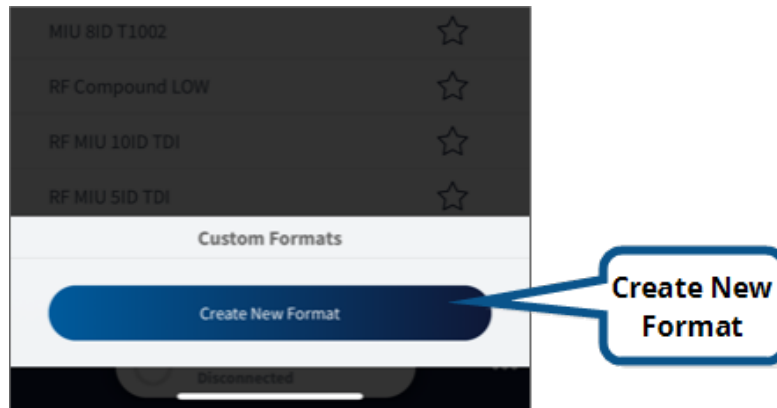 MIU 8ID T1002
RF Compound LOW
RF MIU 10ID TDI
RF MIU 5ID TDI
Custom Formats
Create New Format
Create New
Format
Disconnected